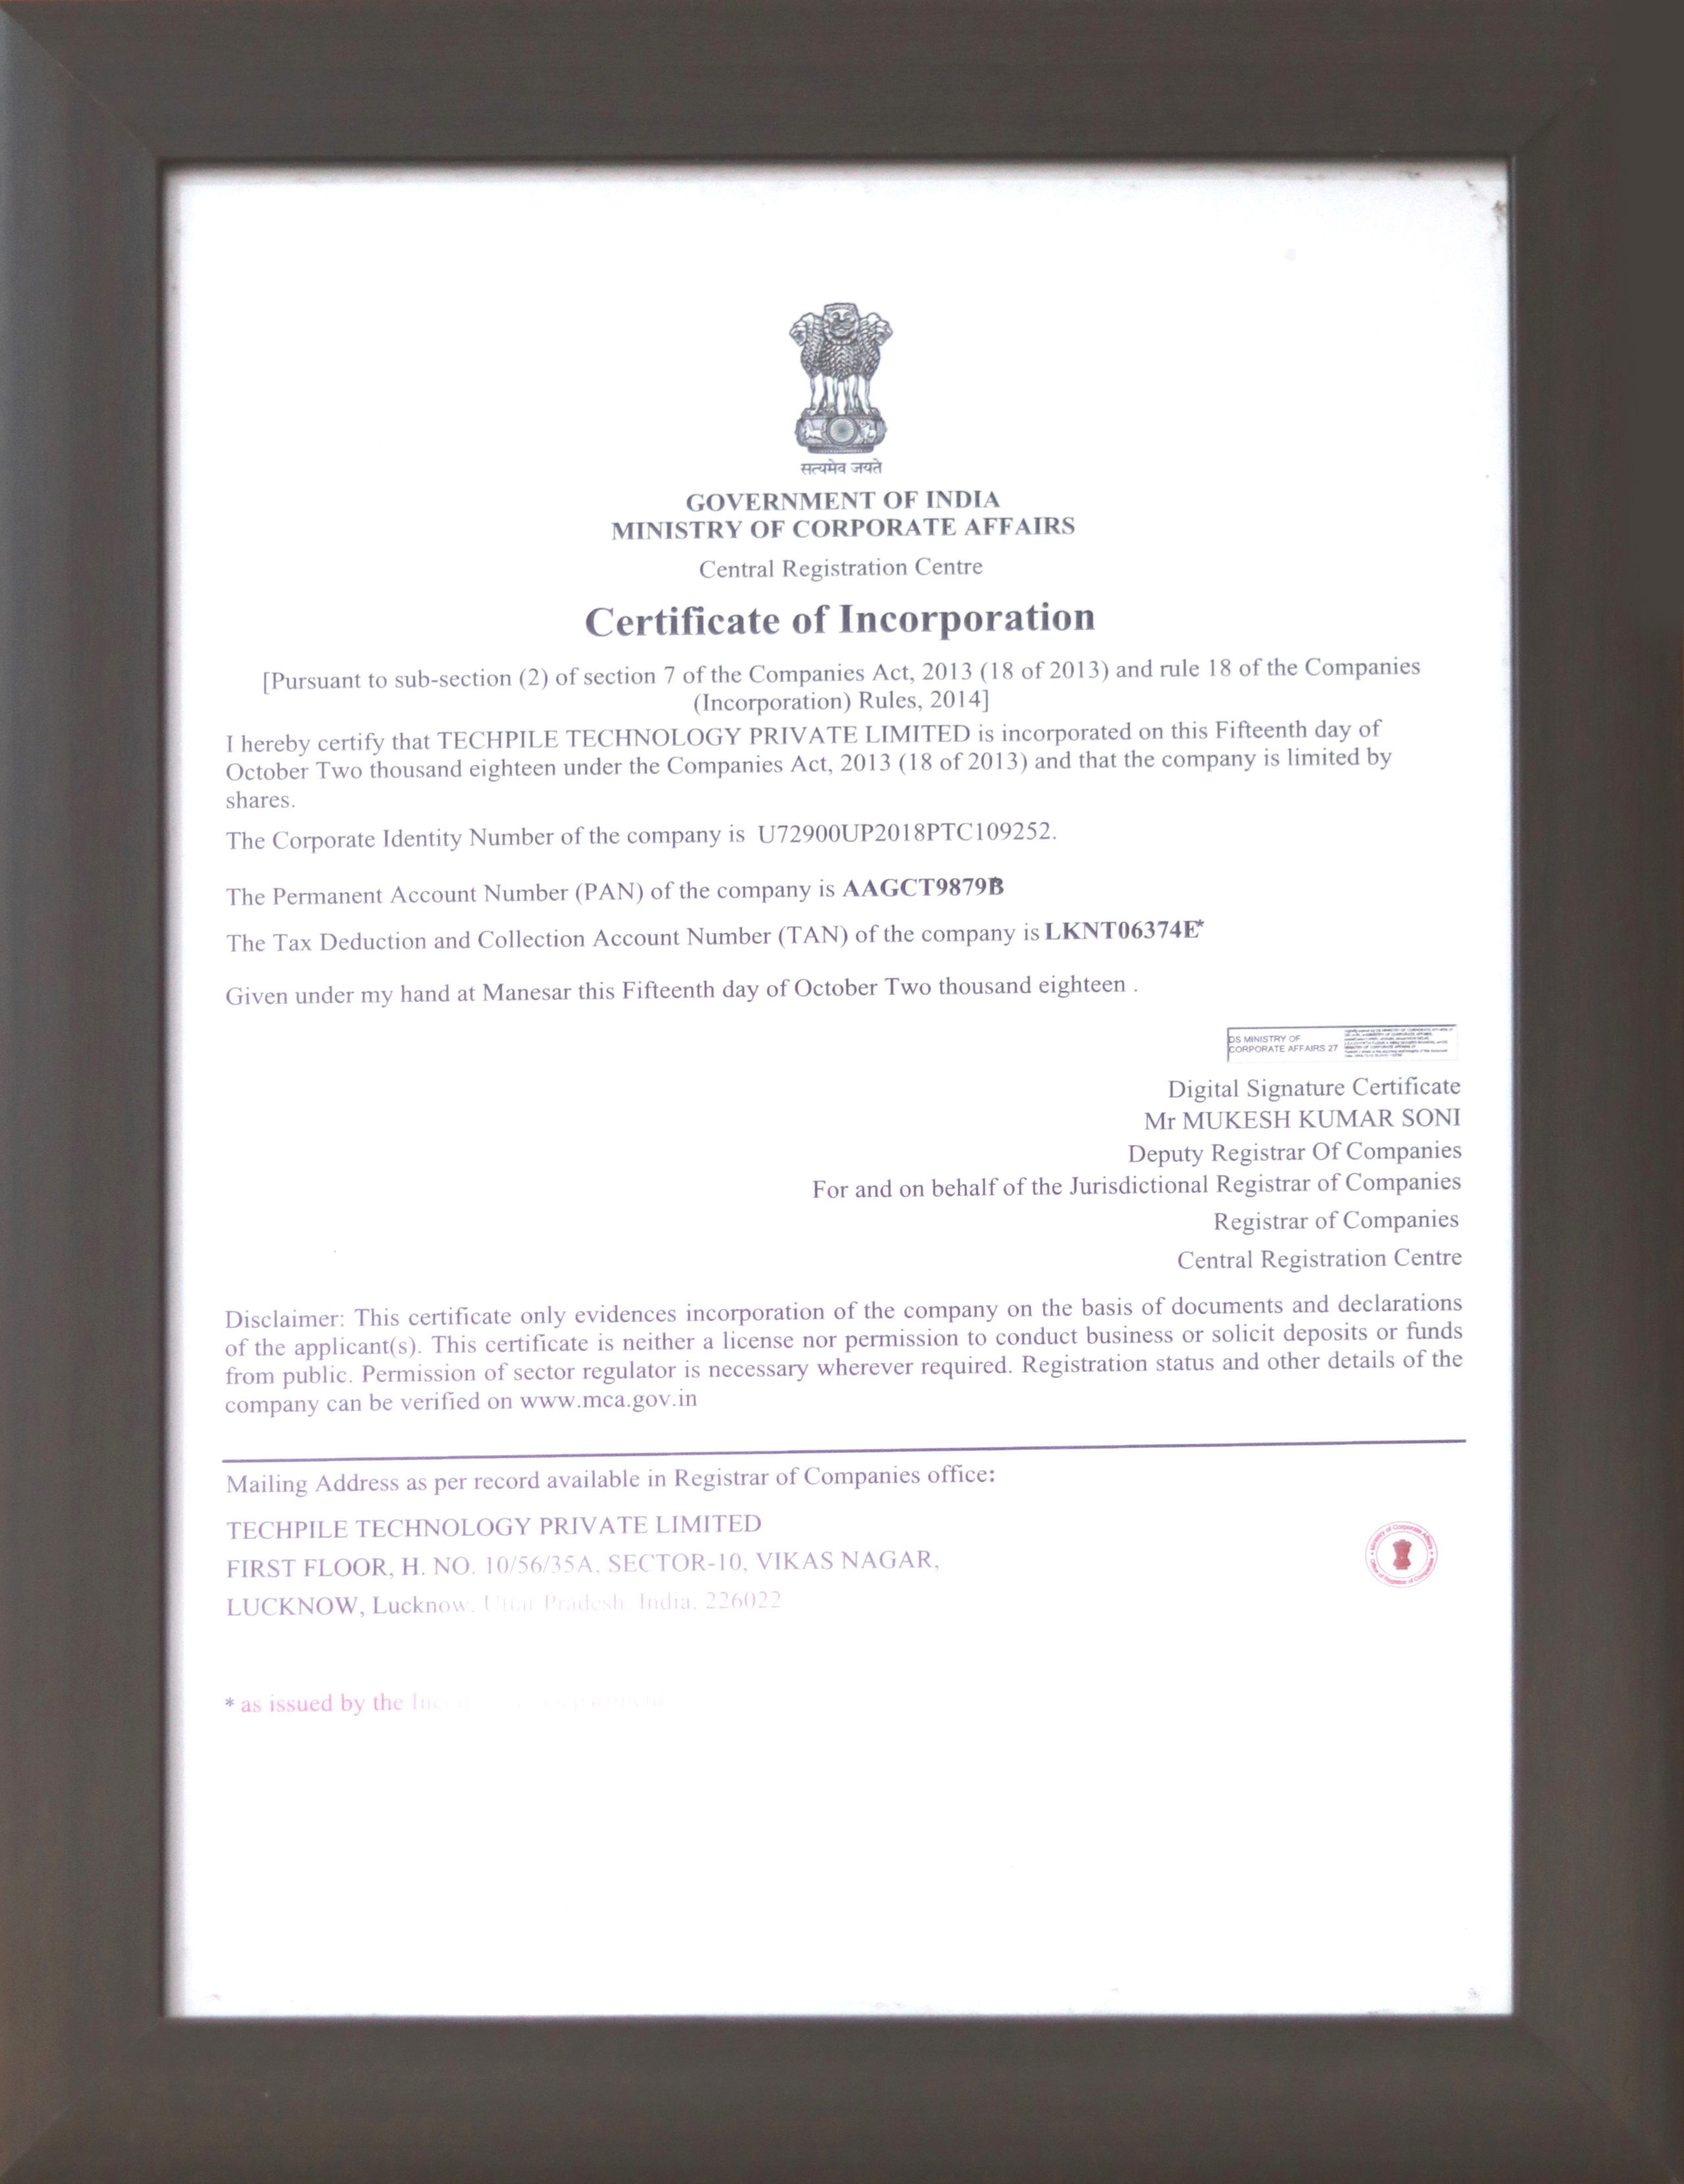 सत्यमेव जयते
GOVERNMENT OF INDIA
MINISTRY OF CORPORATE AFFAIRS
Central Registration Centre
Certificate of Incorporation
[Pursuant to sub-section (2) of section 7 of the Companies Act, 2013 (18 of 2013) and rule 18 of the Companies
(Incorporation) Rules, 2014]
I hereby certify that TECHPILE TECHNOLOGY PRIVATE LIMITED is incorporated on this Fifteenth day of
October Two thousand eighteen under the Companies Act, 2013 (18 of 2013) and that the company is limited by
shares.
The Corporate Identity Number of the company is U72900UP2018PTC109252.
The Permanent Account Number (PAN) of the company is AAGCT9879B
The Tax Deduction and Collection Account Number (TAN) of the company is LKNT06374E*
Given under my hand at Manesar this Fifteenth day of October Two thousand eighteen .
DS MINISTRY OF
CORPORATE AFFAIRS 27
Digital Signature Certificate
Mr MUKESH KUMAR SONI
Deputy Registrar Of Companies
For and on behalf of the Jurisdictional Registrar of Companies
Registrar of Companies
Central Registration Centre
Disclaimer: This certificate only evidences incorporation of the company on the basis of documents and declarations
of the applicant(s). This certificate is neither a license nor permission to conduct business or solicit deposits or funds
from public. Permission of sector regulator is necessary wherever required. Registration status and other details of the
company can be verified on www.mca.gov.in
Mailing Address as per record available in Registrar of Companies office:
TECHPILE TECHNOLOGY PRIVATE LIMITED
FIRST FLOOR, H. NO. 10/56/35A, SECTOR-10, VIKAS NAGAR,
LUCKNOW, Lucknow, Uttar Pradesh, India, 226022
Ministry of Corporate Affairs
Office of Registrar of Companies
* as issued by the